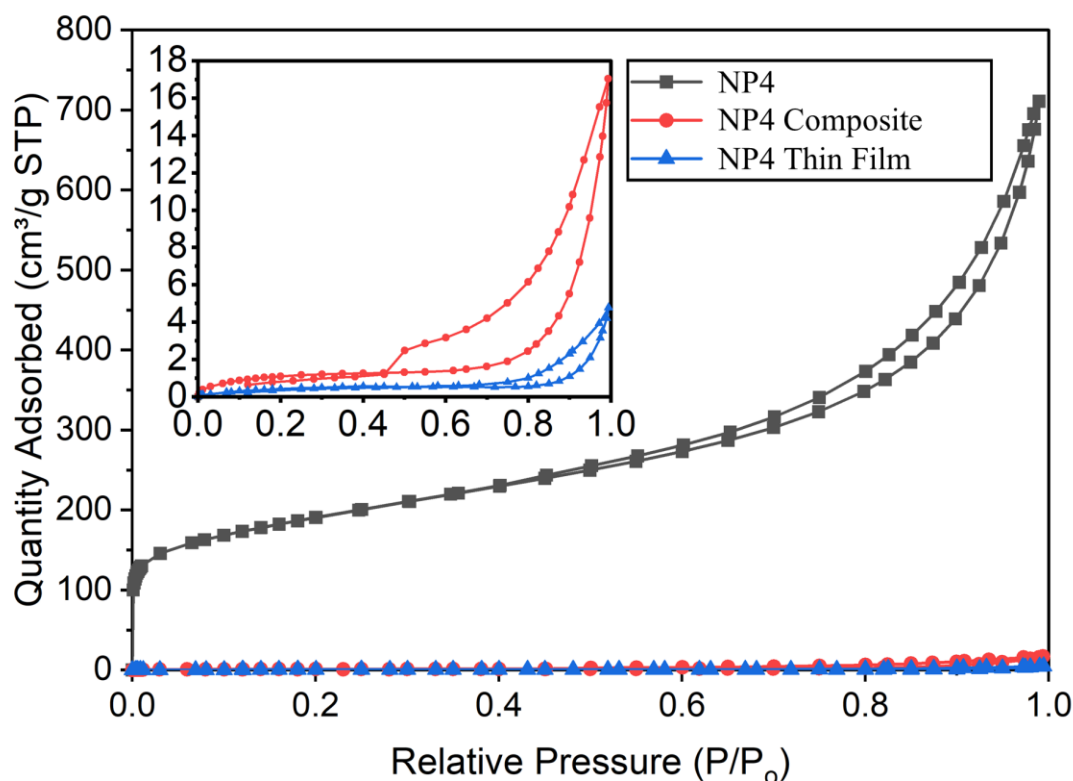 800
700
600
500
400
300
200
100
0
Quantity Adsorbed (cm³/g STP)
18
16
14
12
10
8
6
4
2
0
0.0 0.2 0.4 0.6 0.8 1.0
NP4
NP4 Composite
NP4 Thin Film
0.0 0.2 0.4 0.6 0.8 1.0
Relative Pressure (P/Pₒ)